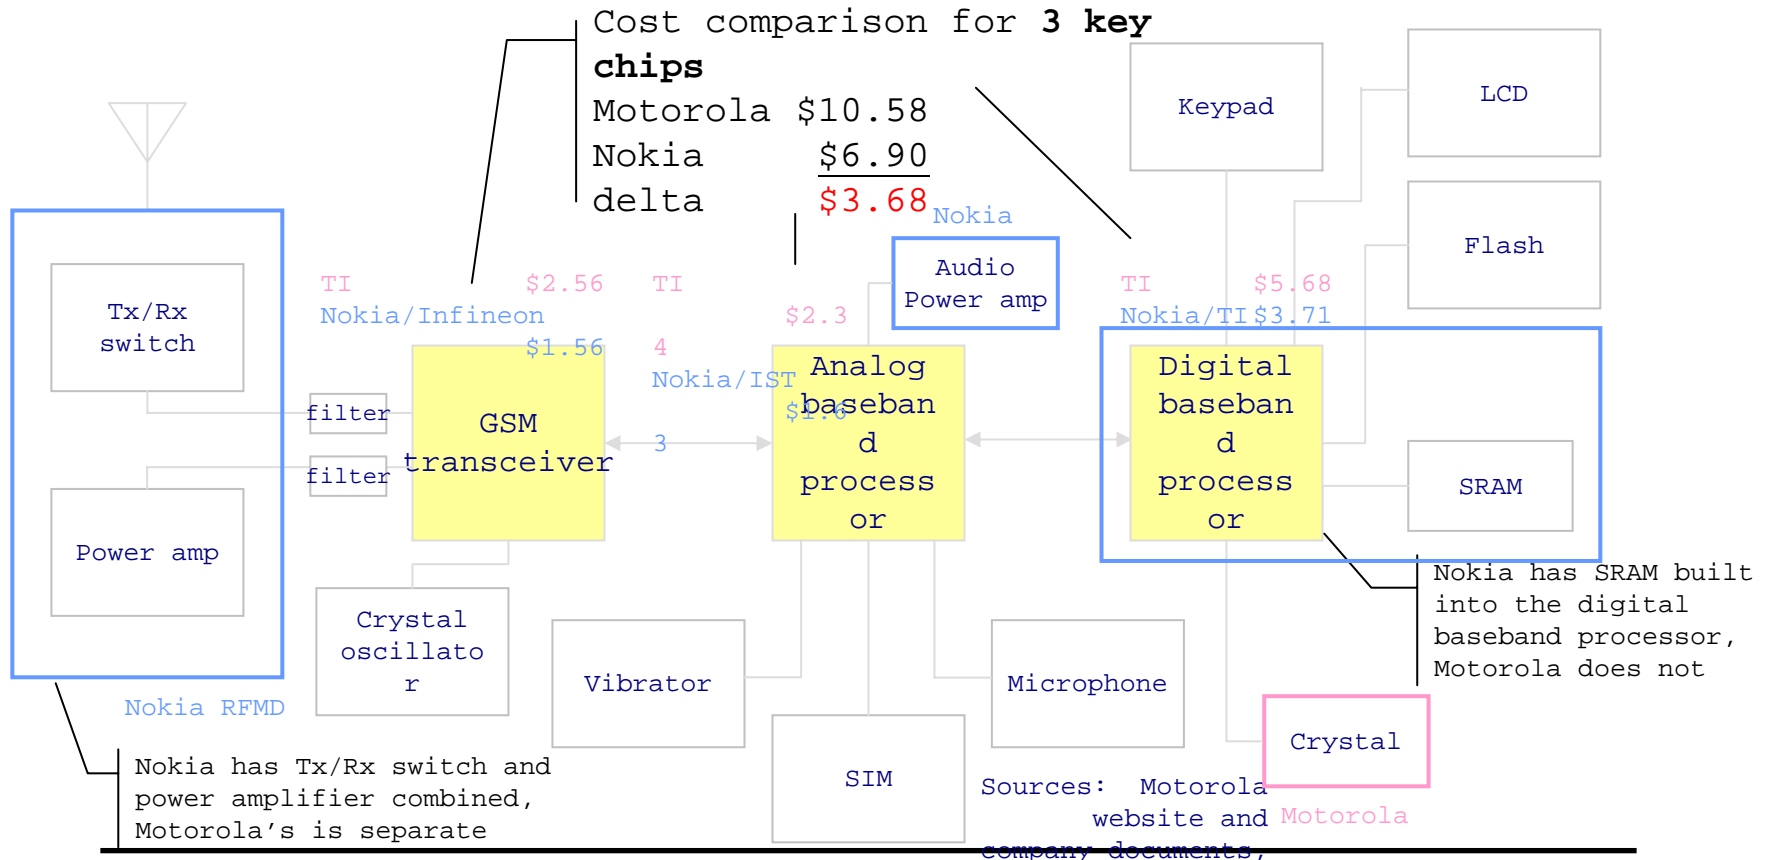 Cost comparison for 3 key
chips
Motorola $10.58
Nokia $6.90
delta $3.68
Nokia
Audio
Power amp
Keypad
LCD
Flash
TI $2.56
Nokia/Infineon
$1.56
TI
$2.3
4
Nokia/IST
$1.6
3
TI $5.68
Nokia/TI $3.71
Tx/Rx
switch
filter
filter
Power amp
GSM
transceiver
Analog
baseban
d
process
or
Digital
baseban
d
process
or
SRAM
Crystal
oscillato
r
Vibrator
SIM
Microphone
Nokia has SRAM built
into the digital
baseband processor,
Motorola does not
Nokia RFMD
Nokia has Tx/Rx switch and
power amplifier combined,
Motorola's is separate
Crystal
Motorola
Sources: Motorola
website and
company documents,